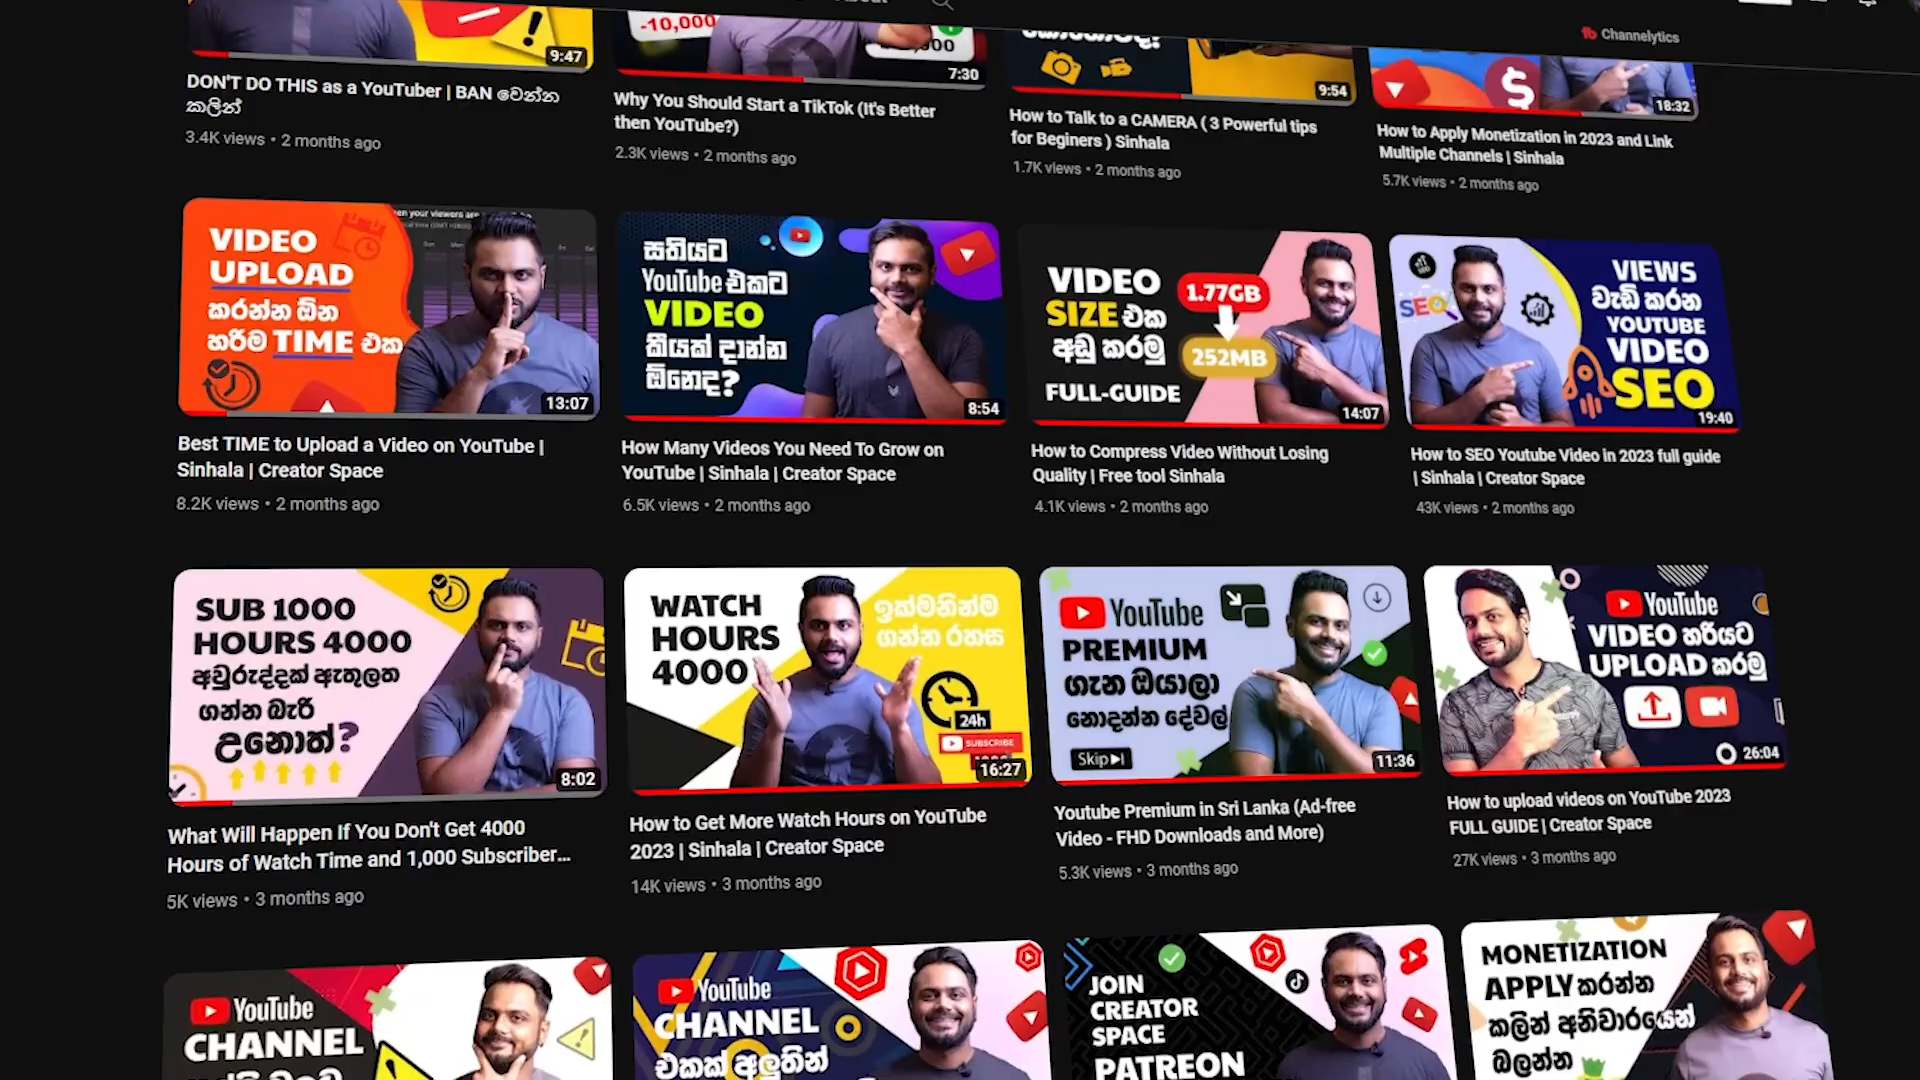 Channelytics
-10,000
9:47
7:30
9:54
18:32
DON'T DO THIS as a YouTuber | BAN වෙන්න
කලින්
3.4K views • 2 months ago
Why You Should Start a TikTok (It's Better
then YouTube?)
2.3K views • 2 months ago
How to Talk to a CAMERA ( 3 Powerful tips
for Beginers ) Sinhala
1.7K views • 2 months ago
How to Apply Monetization in 2023 and Link
Multiple Channels | Sinhala
5.7K views • 2 months ago
VIDEO
UPLOAD
කරන්න ඕන
හරිම TIME එක
13:07
සතියට
YouTube එකට
VIDEO
කීයක් දාන්න
ඕනෙද?
8:54
VIDEO
SIZE එක
අඩු කරමු
FULL-GUIDE
1.77GB
252MB
14:07
SEO
VIEWS
වැඩි කරන
YOUTUBE
VIDEO
SEO
19:40
Best TIME to Upload a Video on YouTube |
Sinhala | Creator Space
8.2K views • 2 months ago
How Many Videos You Need To Grow on
YouTube | Sinhala | Creator Space
6.5K views • 2 months ago
How to Compress Video Without Losing
Quality | Free tool Sinhala
4.1K views • 2 months ago
How to SEO Youtube Video in 2023 full guide
| Sinhala | Creator Space
43K views • 2 months ago
SUB 1000
HOURS 4000
අවුරුද්දක් ඇතුලත
ගන්න බැරි
උනොත්?
8:02
WATCH
HOURS
4000
ඉක්මනින්ම
ගන්න රහස
24h
SUBSCRIBE
16:27
YouTube
PREMIUM
ගැන ඔයාලා
නොදන්න දේවල්
Skip
11:36
YouTube
VIDEO හරියට
UPLOAD කරමු
26:04
What Will Happen If You Don't Get 4000
Hours of Watch Time and 1,000 Subscriber...
5K views • 3 months ago
How to Get More Watch Hours on YouTube
2023 | Sinhala | Creator Space
14K views • 3 months ago
Youtube Premium in Sri Lanka (Ad-free
Video - FHD Downloads and More)
5.3K views • 3 months ago
How to upload videos on YouTube 2023
FULL GUIDE | Creator Space
27K views • 3 months ago
YouTube
CHANNEL
YouTube
CHANNEL
එකක් අලුතින්
JOIN
CREATOR
SPACE
PATREON
MONETIZATION
APPLY කරන්න
කලින් අනිවාරයෙන්
බලන්න